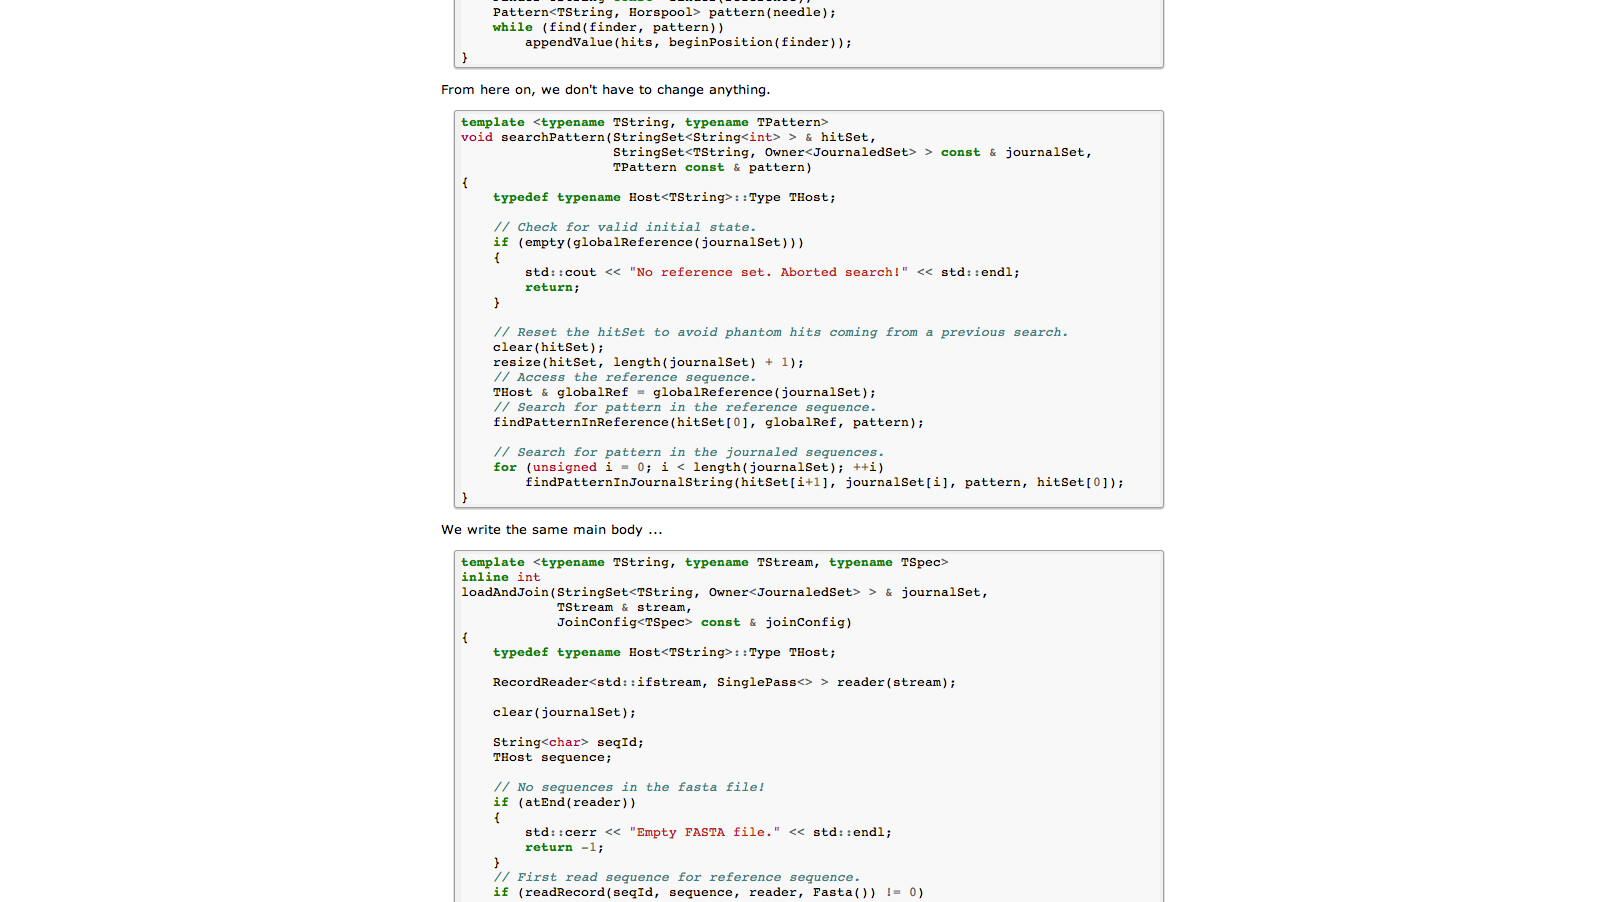 Pattern<TString, Horspool> pattern(needle);
while (find(finder, pattern))
appendValue(hits, beginPosition(finder));
}
From here on, we don't have to change anything.
template <typename TString, typename TPattern>
void searchPattern(StringSet<String<int> > & hitSet,
StringSet<TString, Owner<JournaledSet> > const & journalSet,
TPattern const & pattern)
{
typedef typename Host<TString>::Type THost;
// Check for valid initial state.
if (empty(globalReference(journalSet)))
{
std::cout << "No reference set. Aborted search!" << std::endl;
return;
}
// Reset the hitSet to avoid phantom hits coming from a previous search.
clear(hitSet);
resize(hitSet, length(journalSet) + 1);
// Access the reference sequence.
THost & globalRef = globalReference(journalSet);
// Search for pattern in the reference sequence.
findPatternInReference(hitSet[0], globalRef, pattern);
// Search for pattern in the journaled sequences.
for (unsigned i = 0; i < length(journalSet); ++i)
findPatternInJournalString(hitSet[i+1], journalSet[i], pattern, hitSet[0]);
}
We write the same main body ...
template <typename TString, typename TStream, typename TSpec>
inline int
loadAndJoin(StringSet<TString, Owner<JournaledSet> > & journalSet,
TStream & stream,
JoinConfig<TSpec> const & joinConfig)
{
typedef typename Host<TString>::Type THost;
RecordReader<std::ifstream, SinglePass<> > reader(stream);
clear(journalSet);
String<char> seqId;
THost sequence;
// No sequences in the fasta file!
if (atEnd(reader))
{
std::cerr << "Empty FASTA file." << std::endl;
return -1;
}
// First read sequence for reference sequence.
if (readRecord(seqId, sequence, reader, Fasta()) != 0)